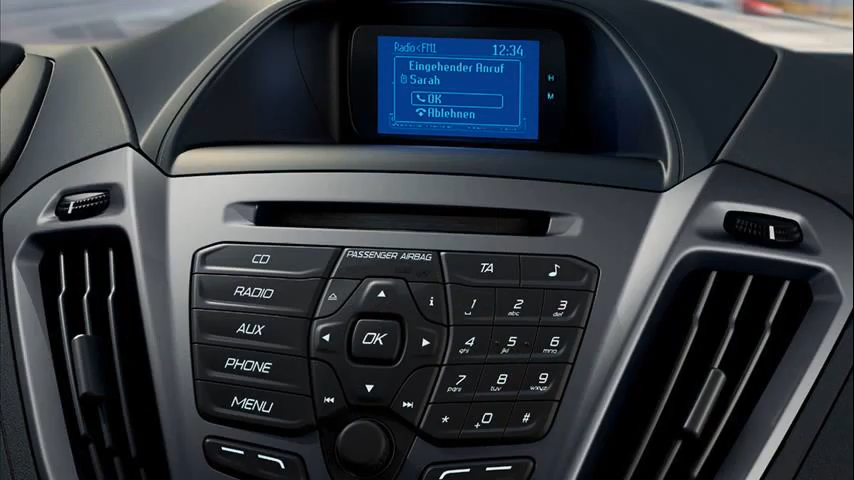 Radio<FM1 12:34
Eingehender Anruf
Sarah
OK
Ablehnen
H
M
CD
RADIO
AUX
PHONE
MENU
PASSENGER AIRBAG
i
OK
TA
1
2 abc
3 def
4 ghi
5 jkl
6 mno
7 pqrs
8 tuv
9 wxyz
*
+0
#